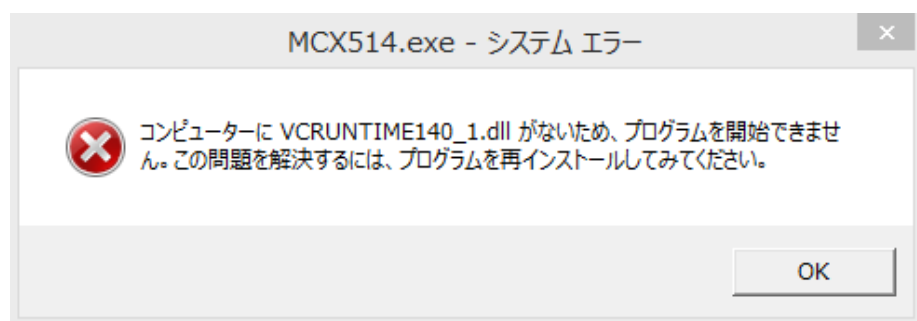 MCX514.exe - システム エラー
コンピューターに VCRUNTIME140_1.dll がないため、プログラムを開始できませ
ん。この問題を解決するには、プログラムを再インストールしてみてください。
OK